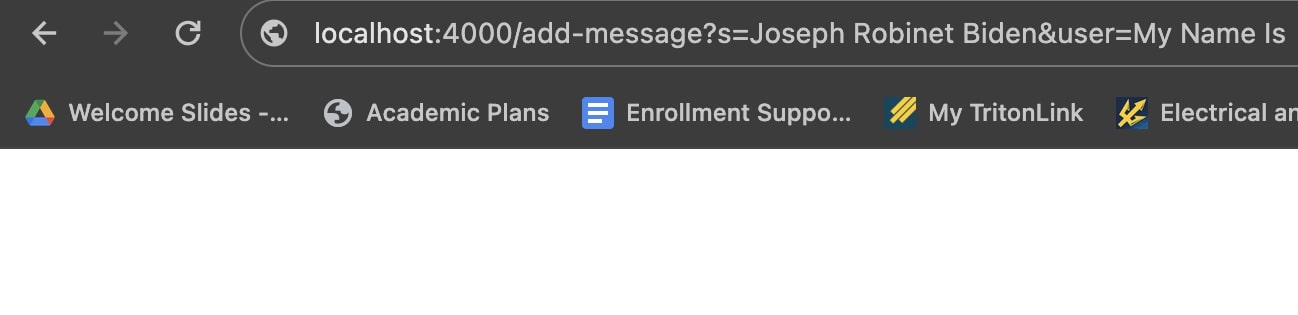 localhost:4000/add-message?s=Joseph Robinet Biden&user=My Name Is
Welcome Slides -... Academic Plans Enrollment Suppo... My TritonLink Electrical an